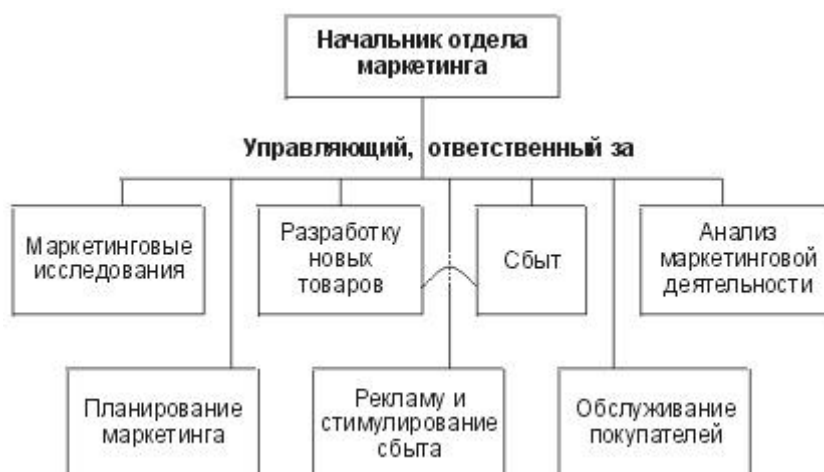 Начальник отдела
маркетинга
Управляющий, ответственный за
Маркетинговые
исследования
Разработку
новых
товаров
Сбыт
Анализ
маркетинговой
деятельности
Планирование
маркетинга
Рекламу и
стимулирование
сбыта
Обслуживание
покупателей